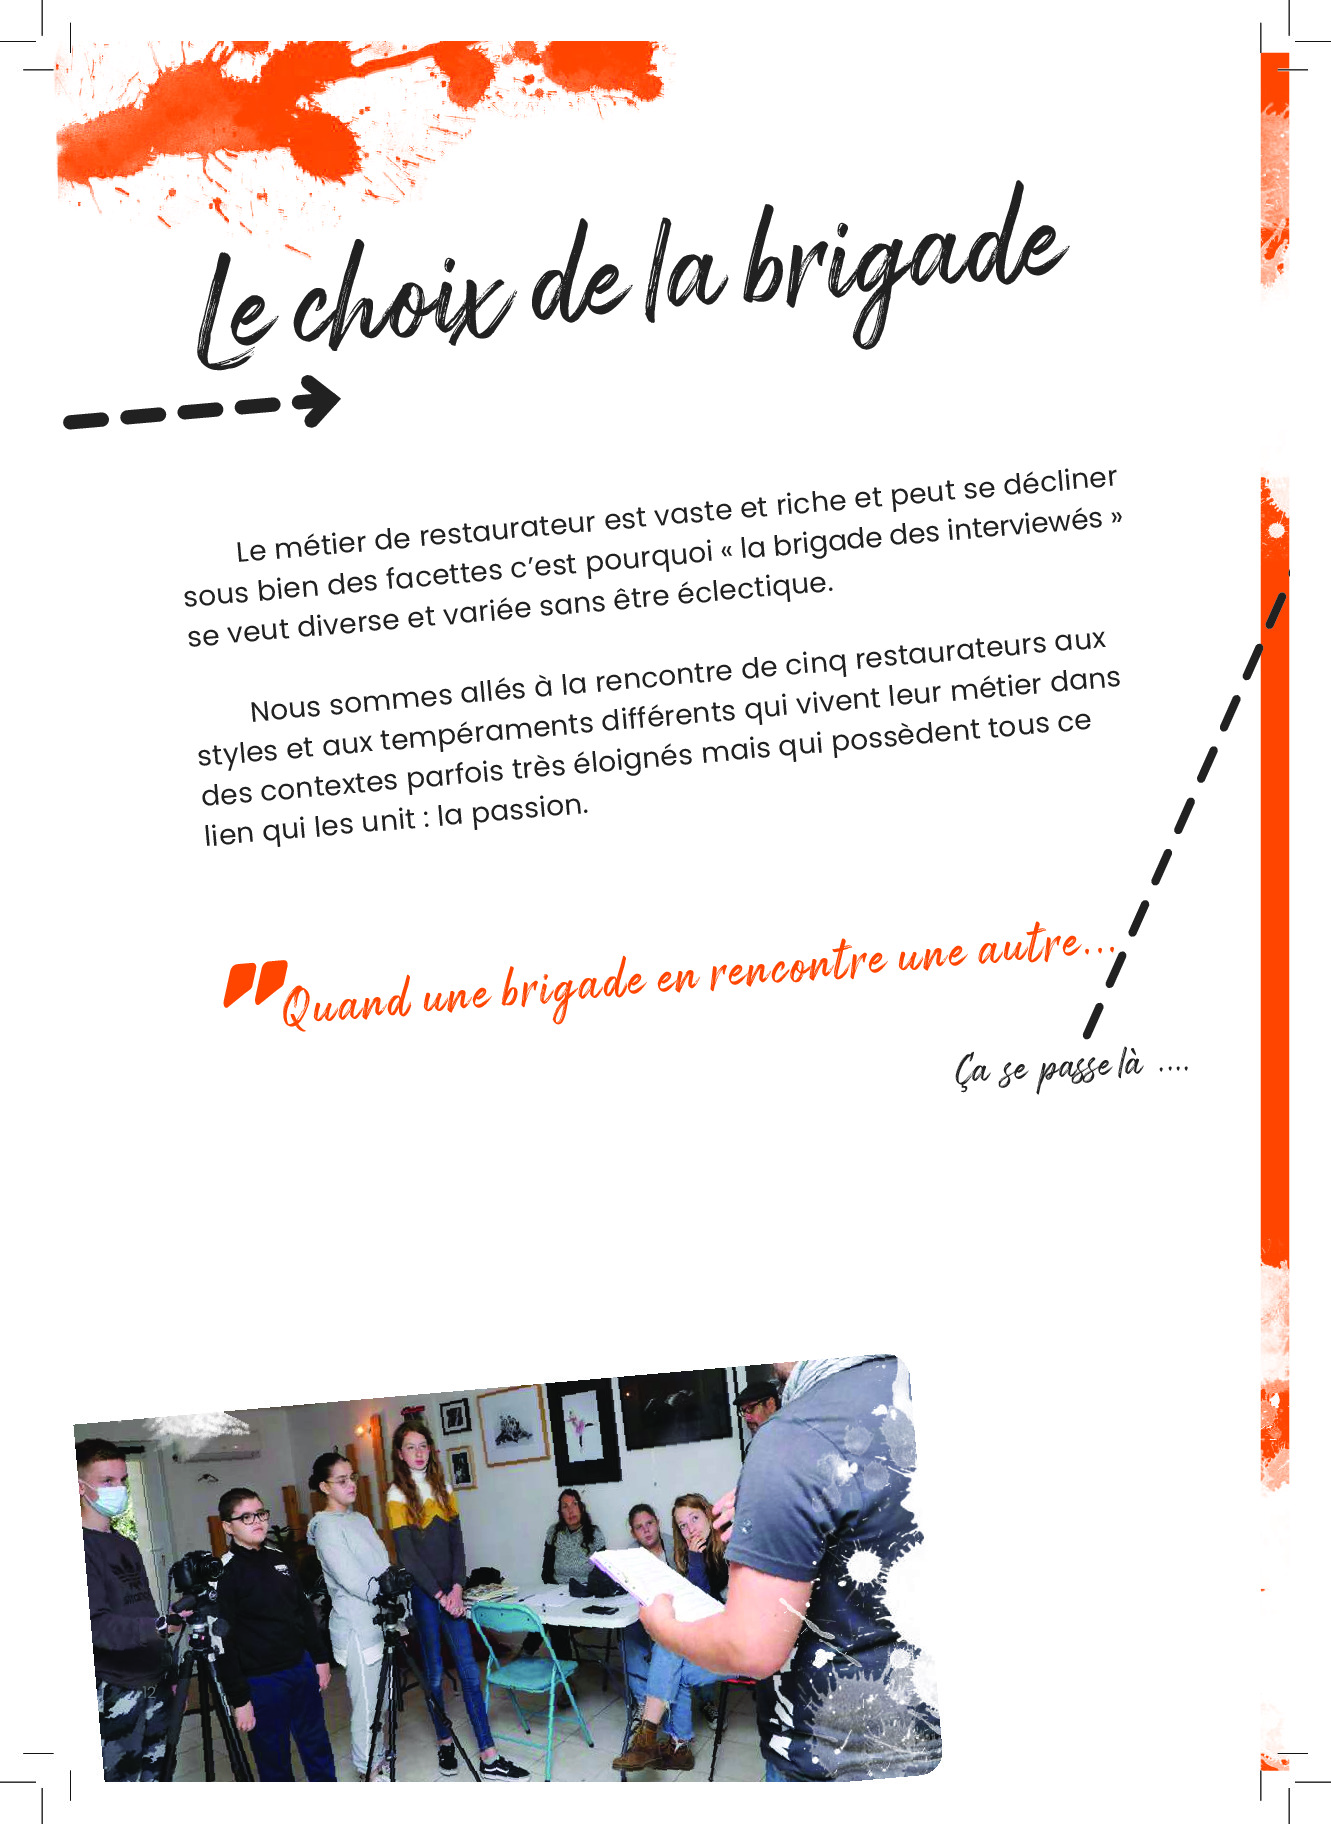 Le choix de la brigade
Le métier de restaurateur est vaste et riche et peut se décliner
sous bien des facettes c’est pourquoi « la brigade des interviewés »
se veut diverse et variée sans être éclectique.
Nous sommes allés à la rencontre de cinq restaurateurs aux
styles et aux tempéraments différents qui vivent leur métier dans
des contextes parfois très éloignés mais qui possèdent tous ce
lien qui les unit : la passion.
Quand une brigade en rencontre une autre...
Ça se passe là ....
12